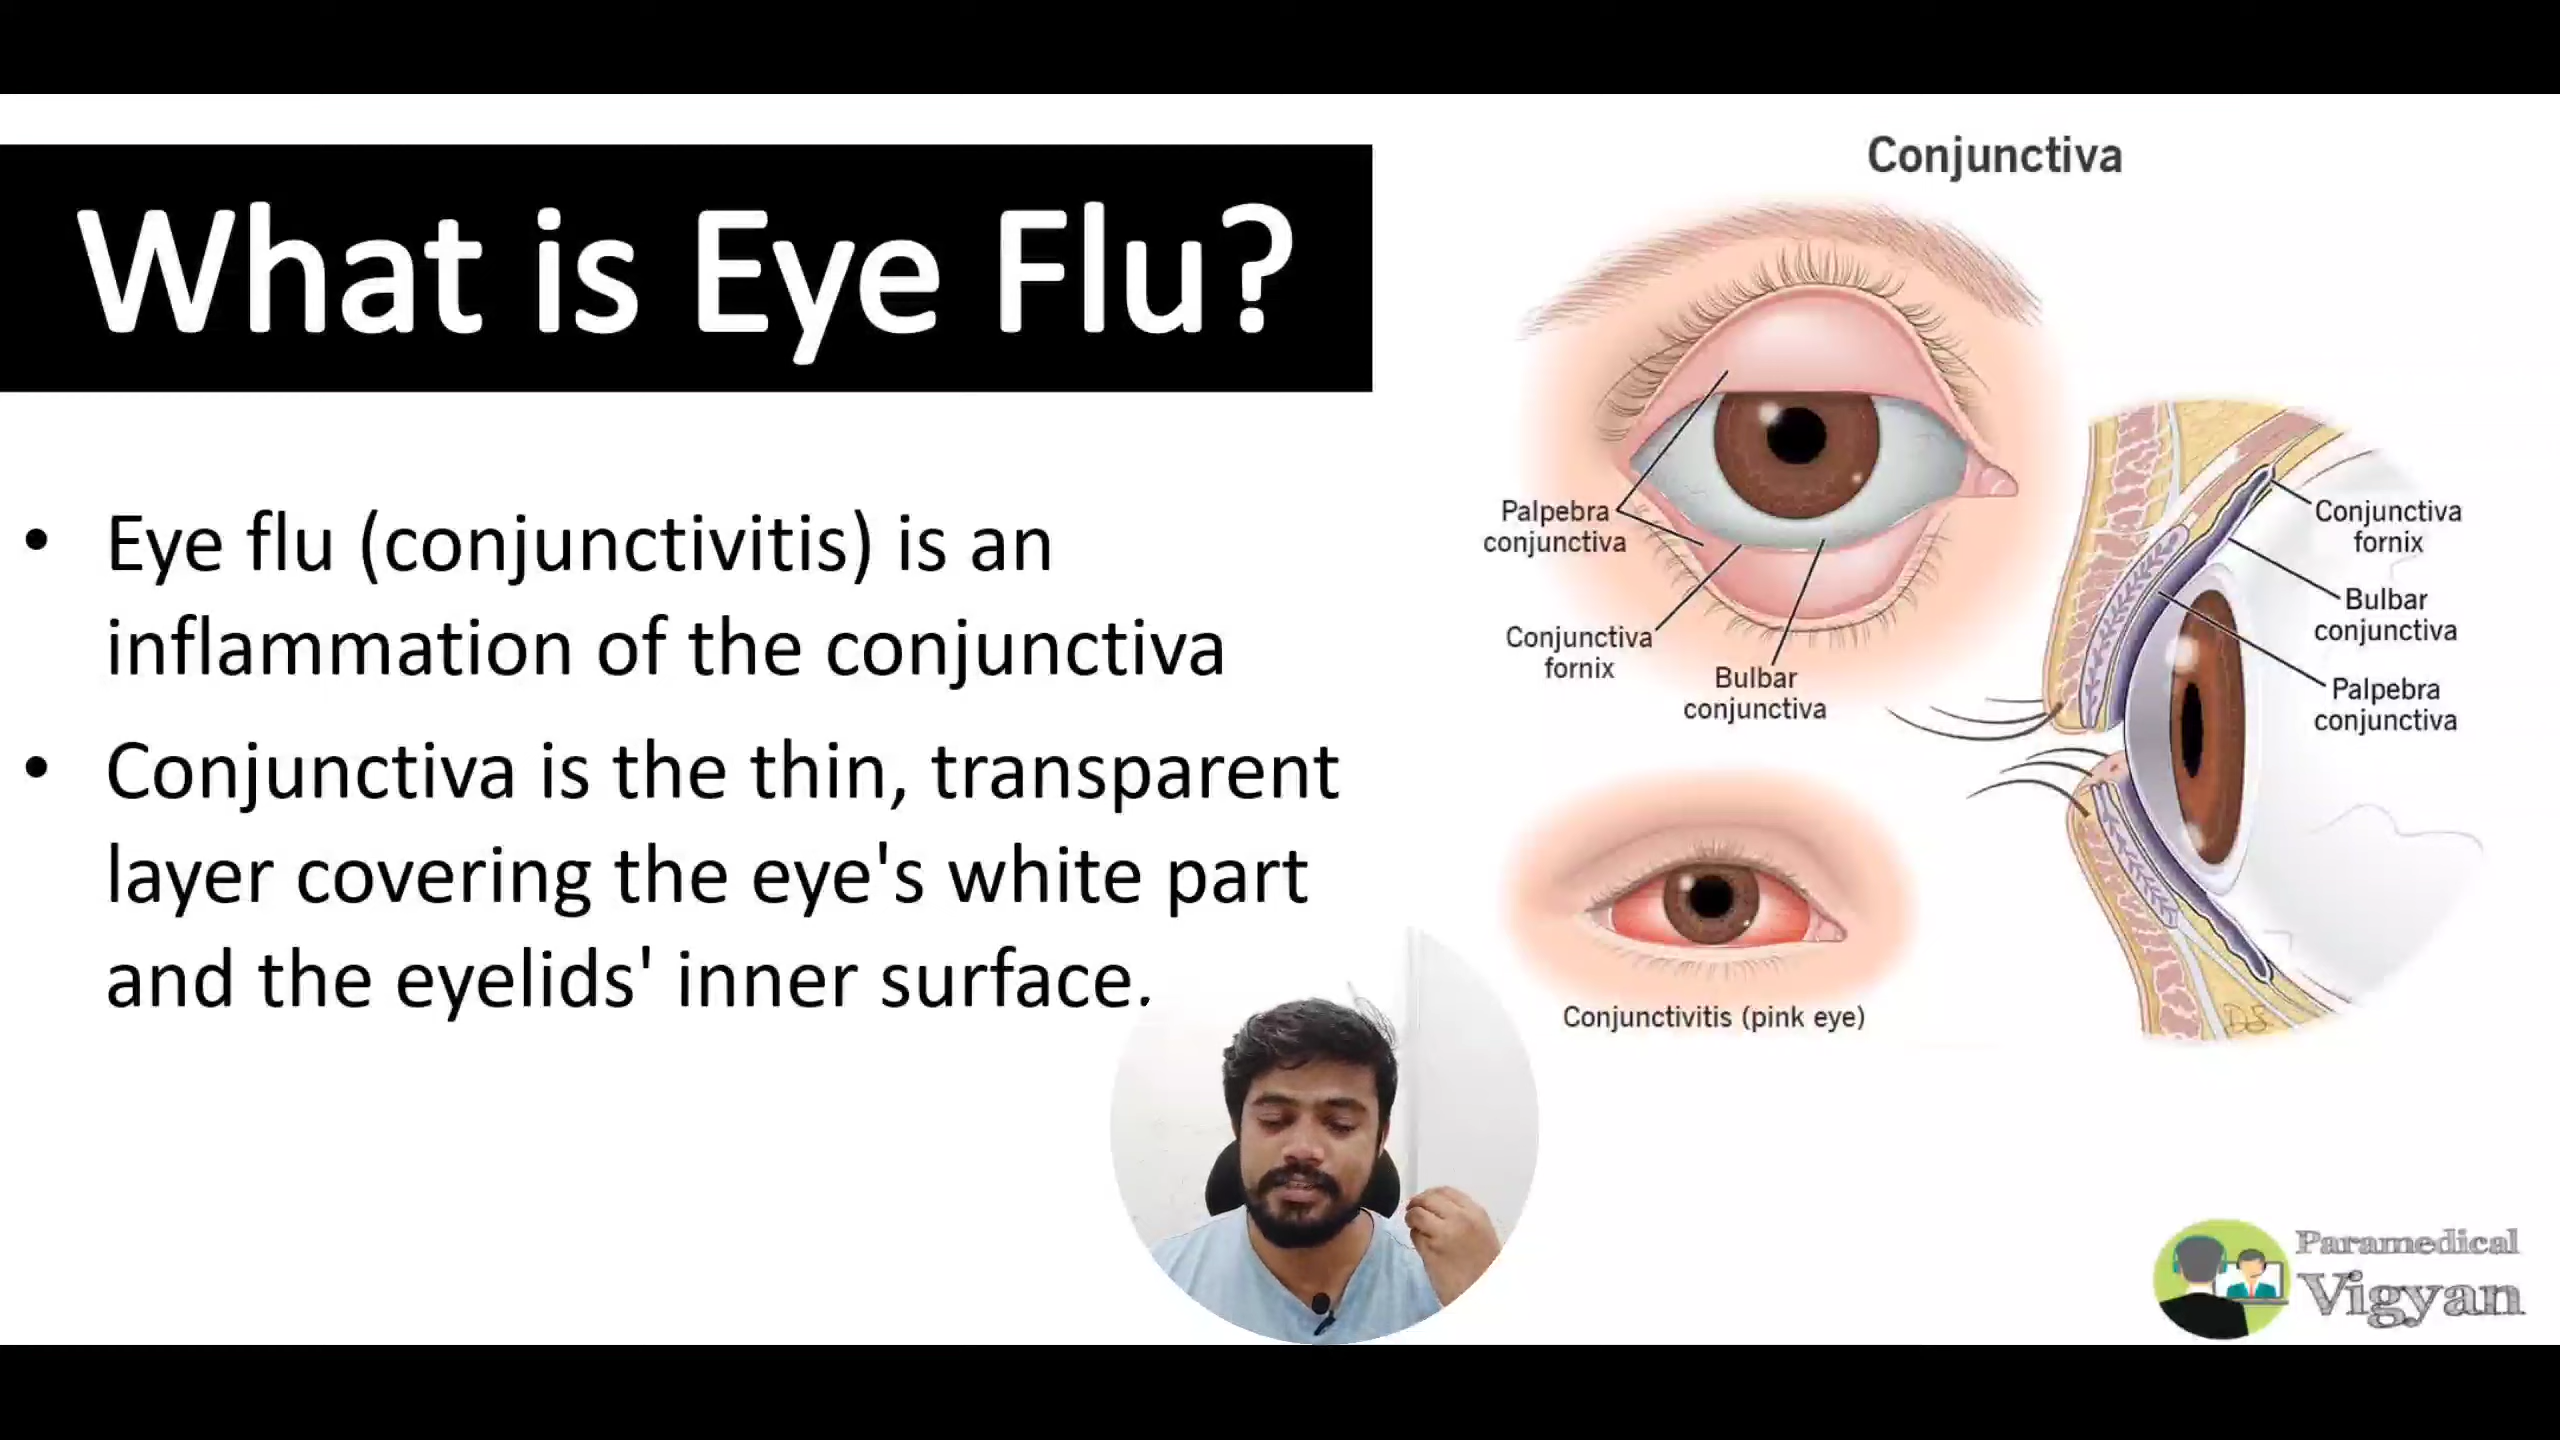 What is Eye Flu?
• Eye flu (conjunctivitis) is an
inflammation of the conjunctiva
• Conjunctiva is the thin, transparent
layer covering the eye's white part
and the eyelids' inner surface.
Conjunctiva
Palpebra
conjunctiva
Conjunctiva
fornix
Bulbar
conjunctiva
Conjunctiva
fornix
Bulbar
conjunctiva
Palpebra
conjunctiva
Conjunctivitis (pink eye)
Paramedical
Vigyan